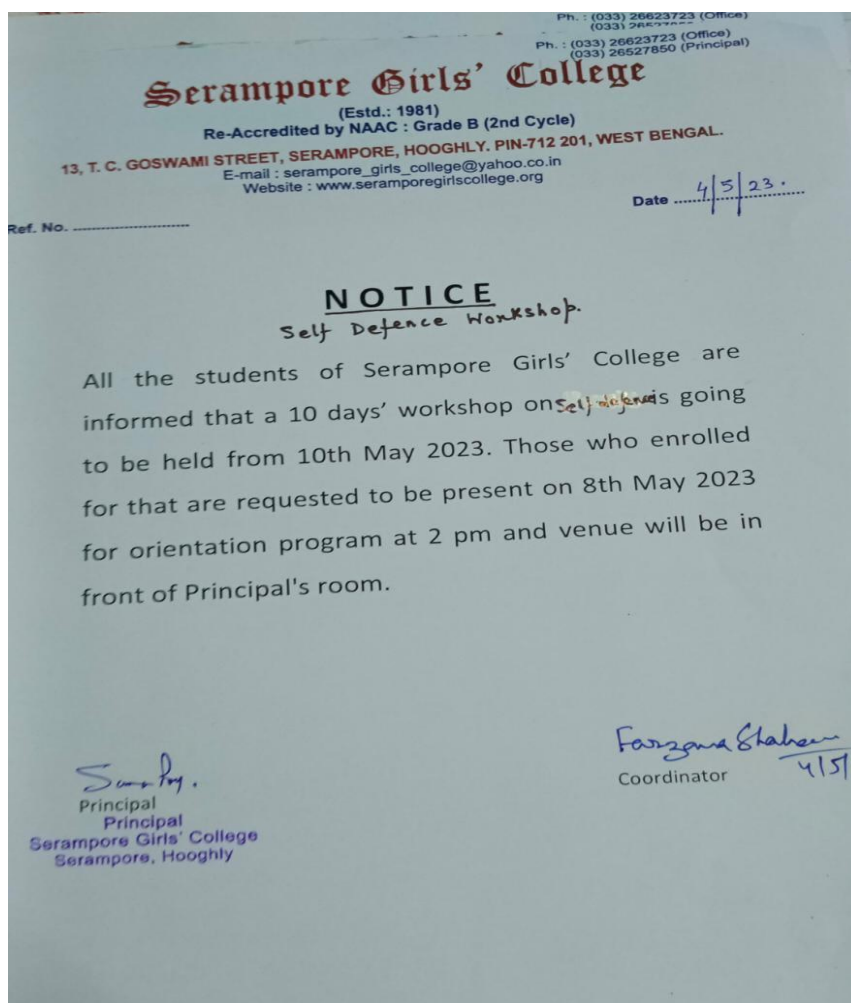 Ph. : (033) 26623723 (Office)
(033)
Ph. : (033) 26623723 (Office)
(033) 26527850 (Principal)
Serampore Girls' College
(Estd.: 1981)
Re-Accredited by NAAC : Grade B (2nd Cycle)
13, T. C. GOSWAMI STREET, SERAMPORE, HOOGHLY. PIN-712 201, WEST BENGAL.
E-mail : serampore_girls_college@yahoo.co.in
Website : www.seramporegirlscollege.org
Date 4/5/23.
Ref. No.
NOTICE
Self Defence Workshop.
All the students of Serampore Girls' College are
informed that a 10 days' workshop on self defence is going
to be held from 10th May 2023. Those who enrolled
for that are requested to be present on 8th May 2023
for orientation program at 2 pm and venue will be in
front of Principal's room.
Farzana
4/5/
Coordinator
Principal
Principal
Serampore Girls' College
Serampore, Hooghly